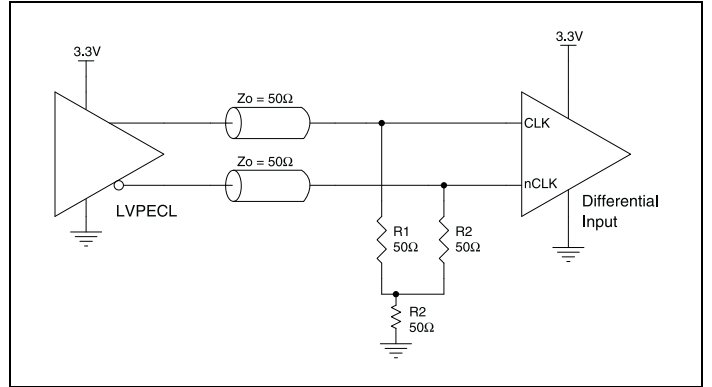 3.3V
3.3V
Zo = 50Ω
CLK
Zo = 50Ω
nCLK
LVPECL
Differential
Input
R1
50Ω
R2
50Ω
R2
50Ω